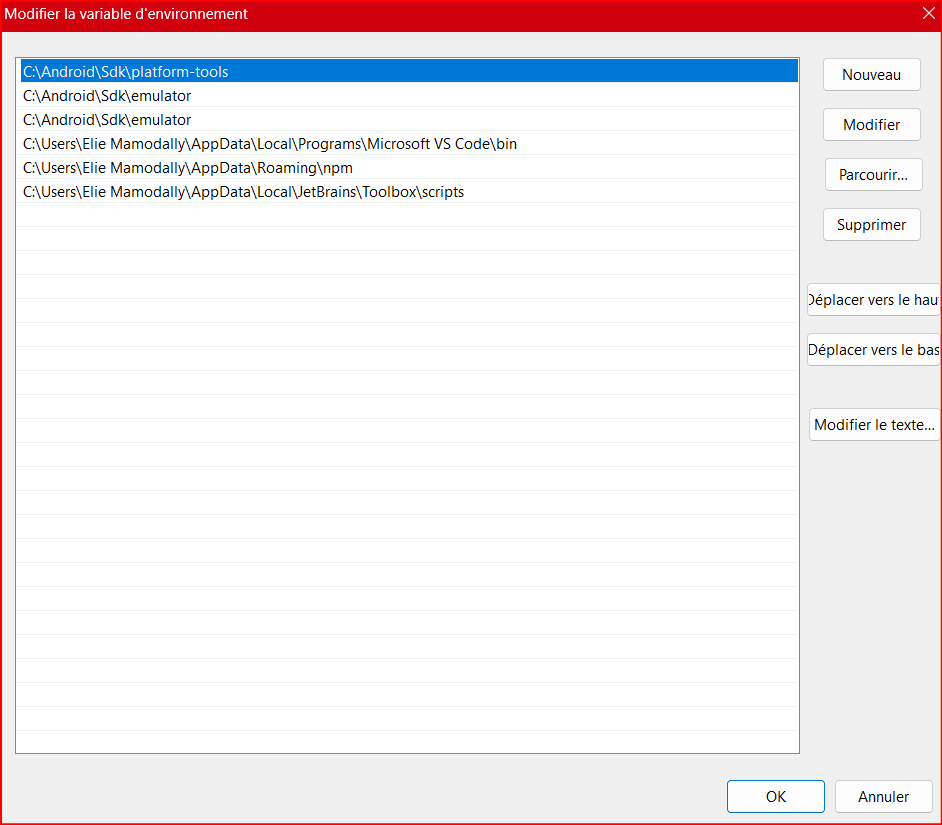 Modifier la variable d'environnement
C:\Android\Sdk\platform-tools
C:\Android\Sdk\emulator
C:\Android\Sdk\emulator
C:\Users\Elie Mamodally\AppData\Local\Programs\Microsoft VS Code\bin
C:\Users\Elie Mamodally\AppData\Roaming\npm
C:\Users\Elie Mamodally\AppData\Local\JetBrains\Toolbox\scripts
Nouveau
Modifier
Parcourir...
Supprimer
Déplacer vers le hau
Déplacer vers le bas
Modifier le texte...
OK
Annuler